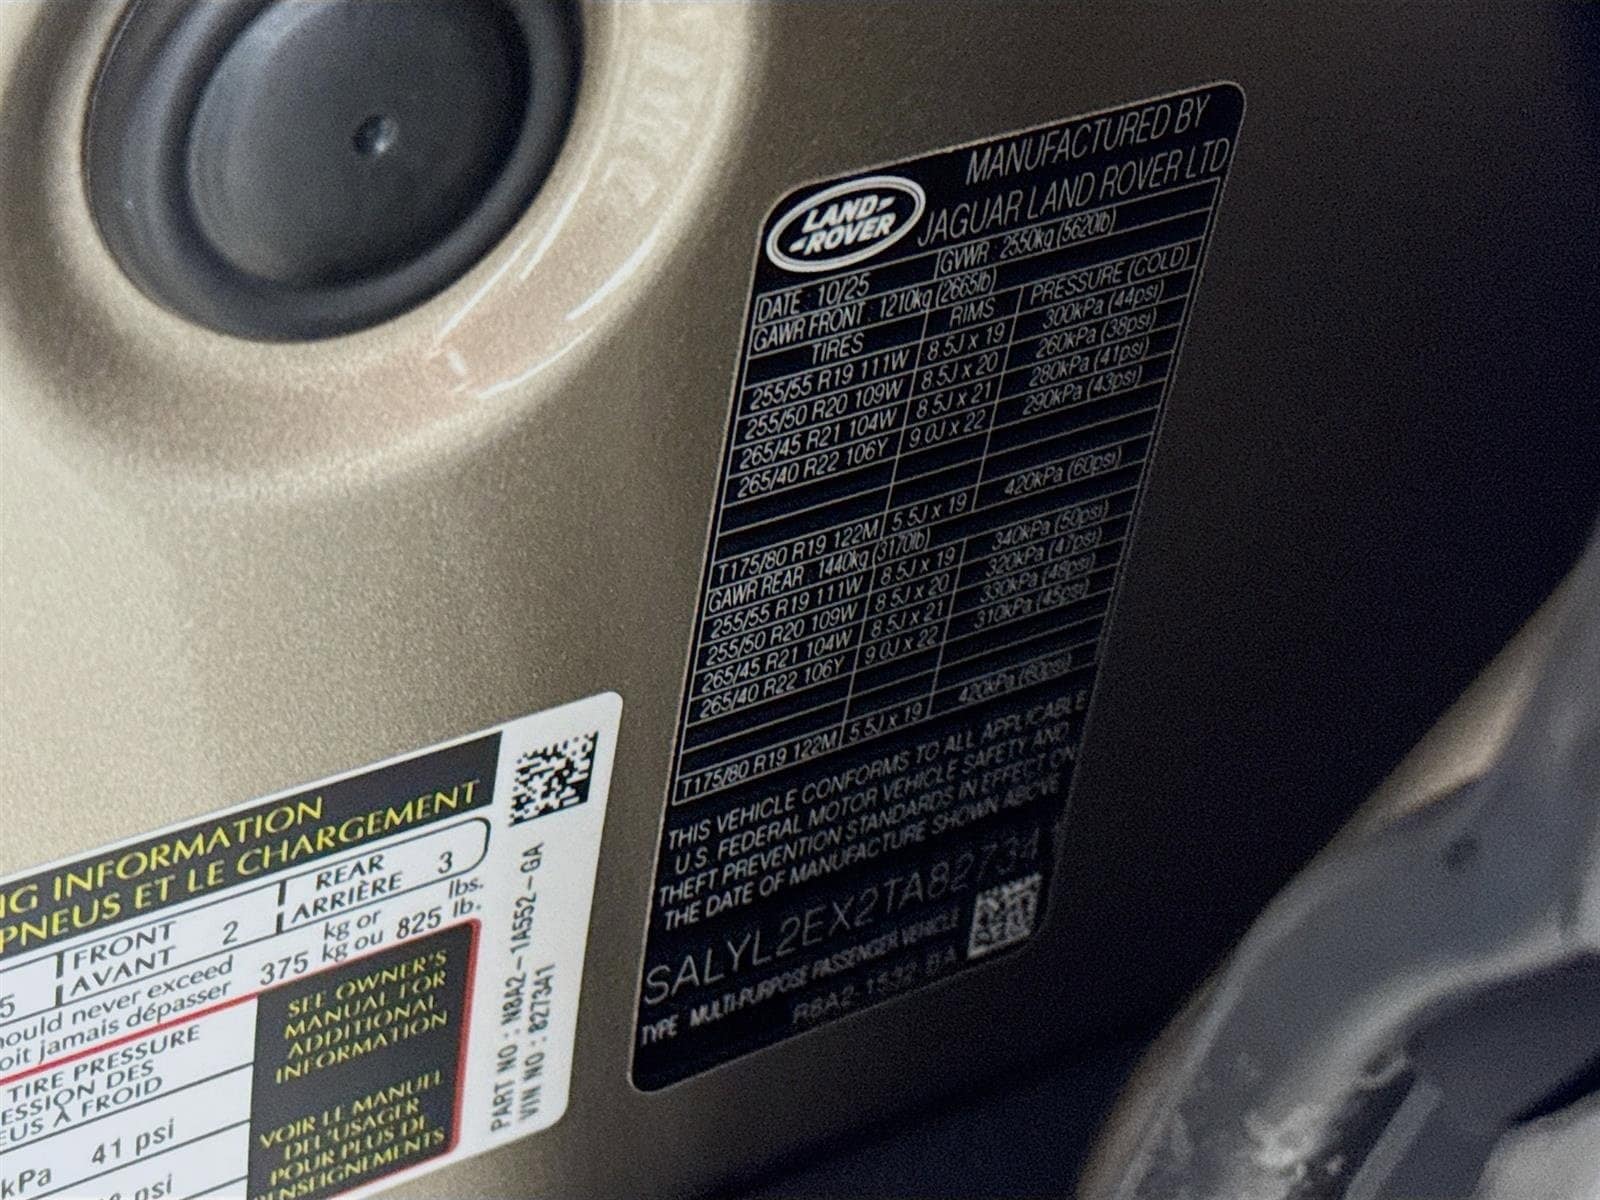 LAND-
-ROVER
MANUFACTURED BY
JAGUAR LAND ROVER LTD
DATE : 10/25 GVWR : 2550kg (5620lb)
GAWR FRONT : 1210kg (2665lb)
TIRES RIMS PRESSURE (COLD)
255/55 R19 111W 8.5J x 19 300kPa (44psi)
255/50 R20 109W 8.5J x 20 260kPa (38psi)
265/45 R21 104W 8.5J x 21 280kPa (41psi)
265/40 R22 106Y 9.0J x 22 290kPa (43psi)
T175/80 R19 122M 5.5J x 19 420kPa (60psi)
GAWR REAR : 1440kg (3170lb)
255/55 R19 111W 8.5J x 19 340kPa (50psi)
255/50 R20 109W 8.5J x 20 320kPa (47psi)
265/45 R21 104W 8.5J x 21 330kPa (48psi)
265/40 R22 106Y 9.0J x 22 310kPa (45psi)
T175/80 R19 122M 5.5J x 19 420kPa (60psi)
THIS VEHICLE CONFORMS TO ALL APPLICABLE
U.S. FEDERAL MOTOR VEHICLE SAFETY AND
THEFT PREVENTION STANDARDS IN EFFECT ON
THE DATE OF MANUFACTURE SHOWN ABOVE
SALYL2EX2TA827341
TYPE MULTI-PURPOSE PASSENGER VEHICLE
NG INFORMATION
PNEUS ET LE CHARGEMENT
5 FRONT 2 REAR 3
AVANT ARRIÈRE
ould never exceed 375 kg or 825 lbs.
oit jamais dépasser kg ou lb.
TIRE PRESSURE
ESSION DES
EUS À FROID
kPa 41 psi
psi
SEE OWNER'S
MANUAL FOR
ADDITIONAL
INFORMATION
VOIR LE MANUEL
DE L'USAGER
POUR PLUS DE
RENSEIGNEMENTS
PART NO : N8A2-1A552-GA
VIN NO : 827341